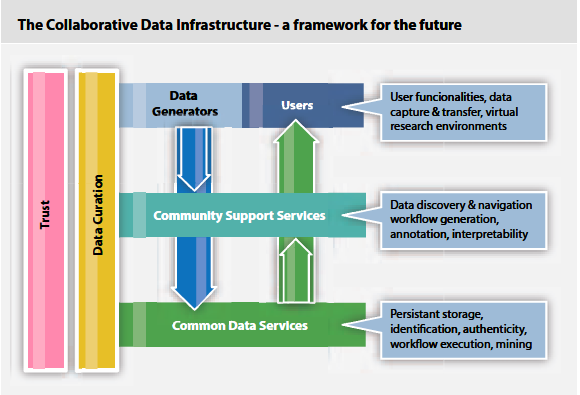 The Collaborative Data Infrastructure - a framework for the future
Trust
Data Curation
Data
Generators
Users
User funcionalities, data
capture & transfer, virtual
research environments
Community Support Services
Data discovery & navigation
workflow generation,
annotation, interpretability
Common Data Services
Persistant storage,
identification, authenticity,
workflow execution, mining